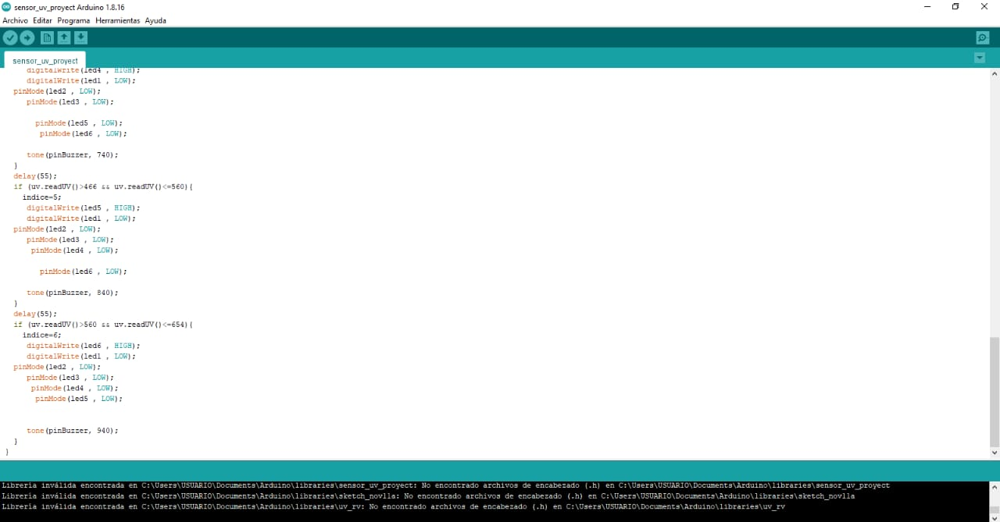 sensor_uv_proyect Arduino 1.8.16
Archivo Editar Programa Herramientas Ayuda
sensor_uv_proyect
digitalWrite(led4 , HIGH);
digitalWrite(led1 , LOW);
pinMode(led2 , LOW);
pinMode(led3 , LOW);
pinMode(led5 , LOW);
pinMode(led6 , LOW);
tone(pinBuzzer, 740);
}
delay(55);
if (uv.readUV()>466 && uv.readUV()<=560){
indice=5;
digitalWrite(led5 , HIGH);
digitalWrite(led1 , LOW);
pinMode(led2 , LOW);
pinMode(led3 , LOW);
pinMode(led4 , LOW);
pinMode(led6 , LOW);
tone(pinBuzzer, 840);
}
delay(55);
if (uv.readUV()>560 && uv.readUV()<=654){
indice=6;
digitalWrite(led6 , HIGH);
digitalWrite(led1 , LOW);
pinMode(led2 , LOW);
pinMode(led3 , LOW);
pinMode(led4 , LOW);
pinMode(led5 , LOW);
tone(pinBuzzer, 940);
}
}
Librería inválida encontrada en C:\Users\USUARIO\Documents\Arduino\libraries\sensor_uv_proyect: No encontrado archivos de encabezado (.h) en C:\Users\USUARIO\Documents\Arduino\libraries\sensor_uv_proyect
Librería inválida encontrada en C:\Users\USUARIO\Documents\Arduino\libraries\sketch_novlla: No encontrado archivos de encabezado (.h) en C:\Users\USUARIO\Documents\Arduino\libraries\sketch_novlla
Librería inválida encontrada en C:\Users\USUARIO\Documents\Arduino\libraries\uv_rv: No encontrado archivos de encabezado (.h) en C:\Users\USUARIO\Documents\Arduino\libraries\uv_rv